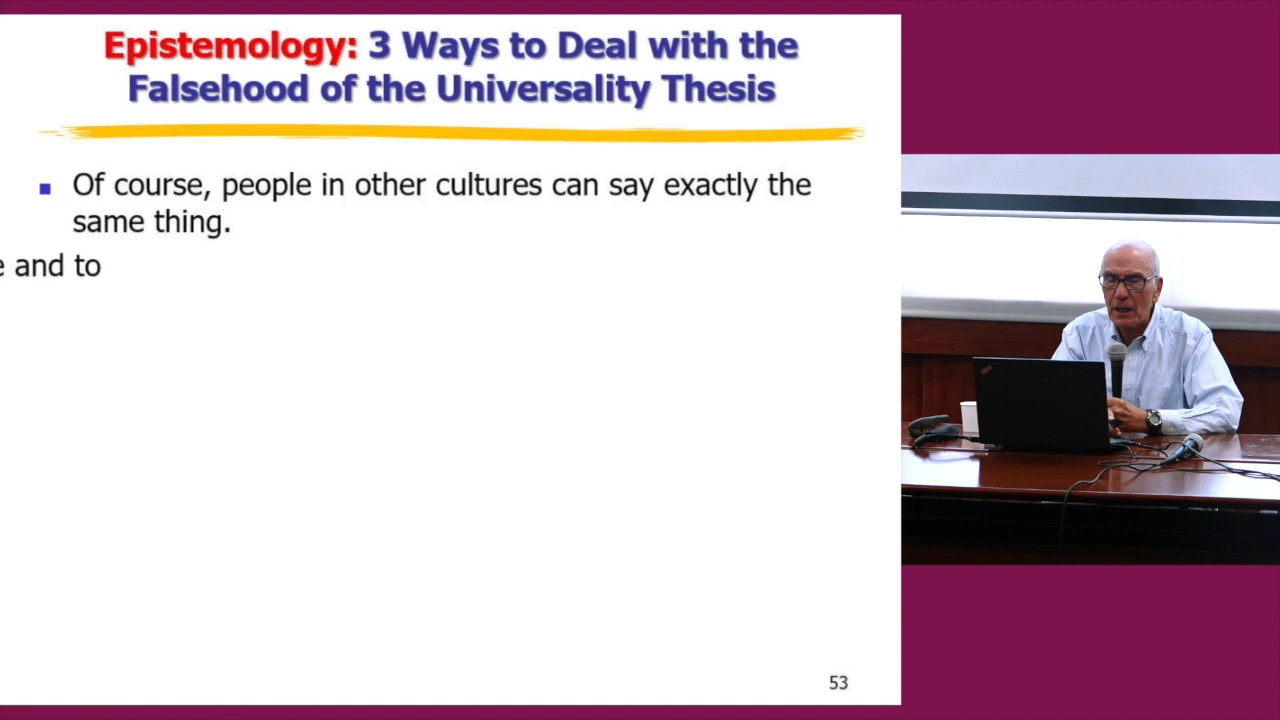 Epistemology: 3 Ways to Deal with the
Falsehood of the Universality Thesis
Of course, people in other cultures can say exactly the
same thing.
e and to
53